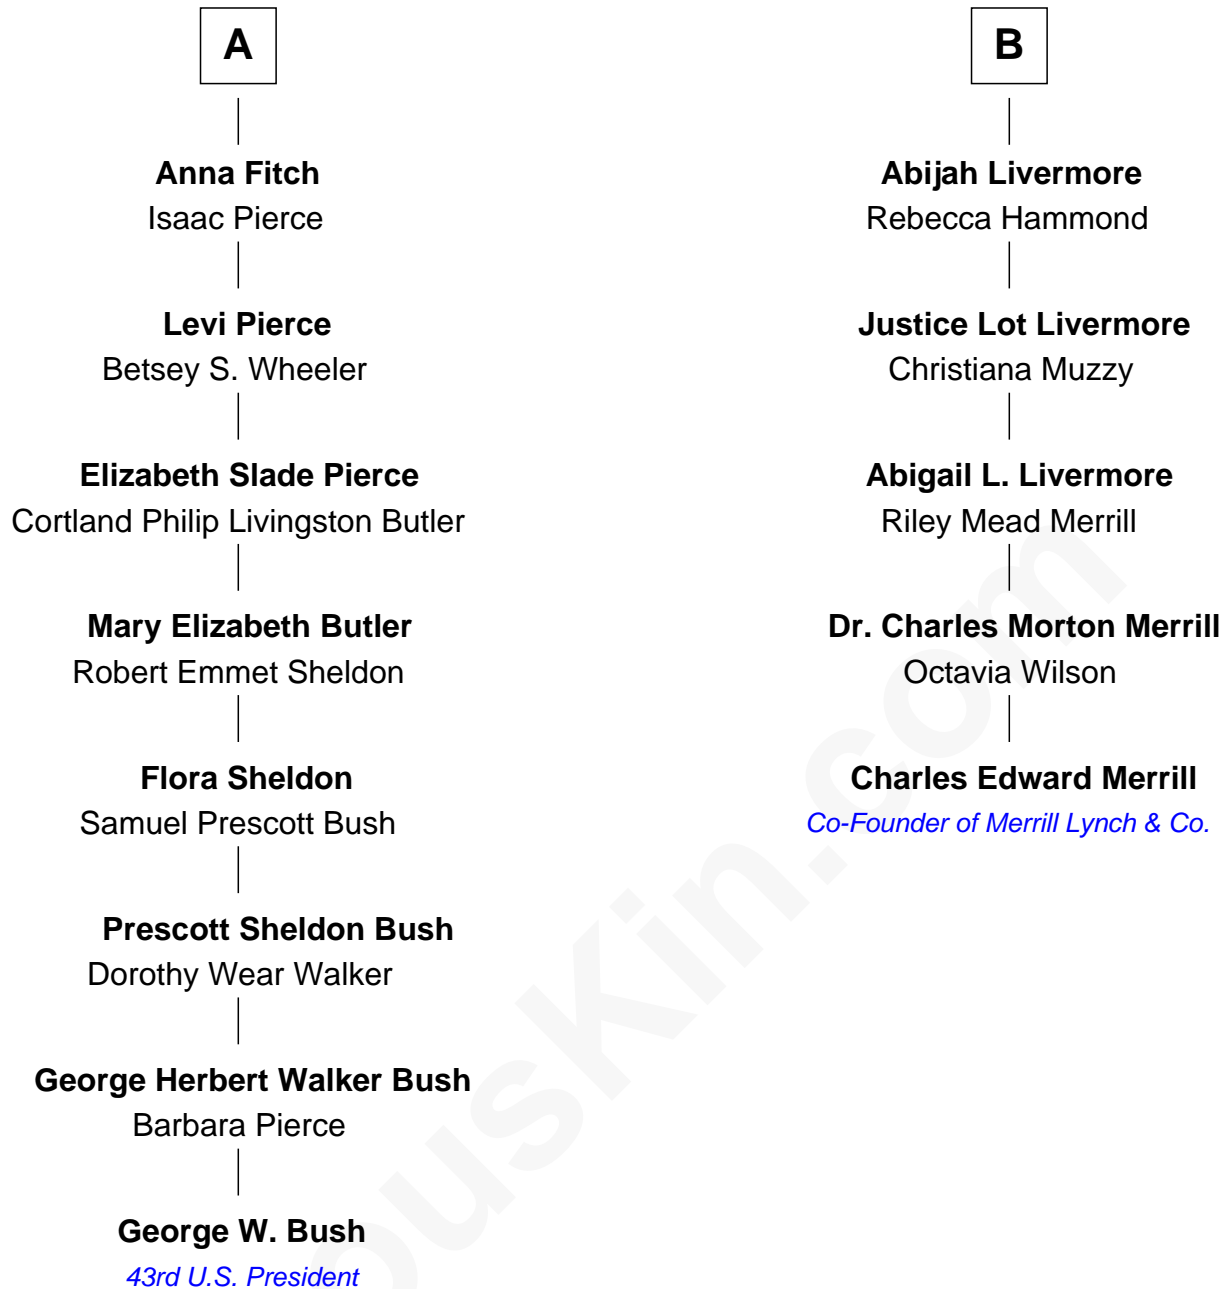 A
Anna Fitch
Isaac Pierce
Levi Pierce
Betsey S. Wheeler
Elizabeth Slade Pierce
Cortland Philip Livingston Butler
Mary Elizabeth Butler
Robert Emmet Sheldon
Flora Sheldon
Samuel Prescott Bush
Prescott Sheldon Bush
Dorothy Wear Walker
George Herbert Walker Bush
Barbara Pierce
George W. Bush
43rd U.S. President
B
Abijah Livermore
Rebecca Hammond
Justice Lot Livermore
Christiana Muzzy
Abigail L. Livermore
Riley Mead Merrill
Dr. Charles Morton Merrill
Octavia Wilson
Charles Edward Merrill
Co-Founder of Merrill Lynch & Co.
ousKin.com